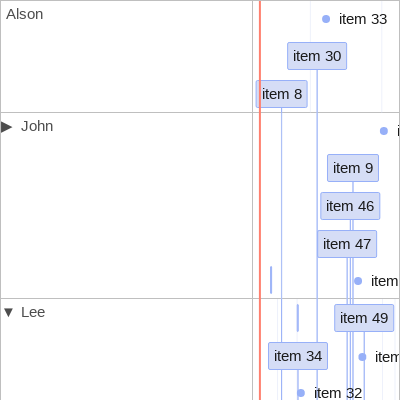 Alson
item 33
item 30
item 8
▶ John
item 9
item 46
item 47
item
▼ Lee
item 49
item 34
item
item 32